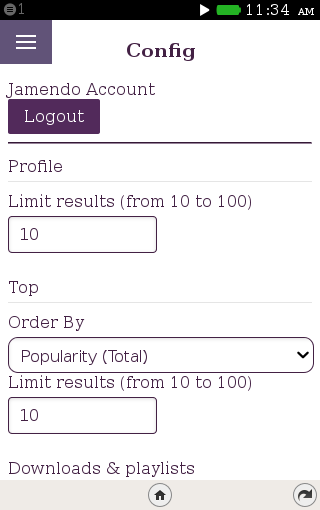 1 11:34 AM
Config
Jamendo Account
Logout
Profile
Limit results (from 10 to 100)
10
Top
Order By
Popularity (Total)
Limit results (from 10 to 100)
10
Downloads & playlists